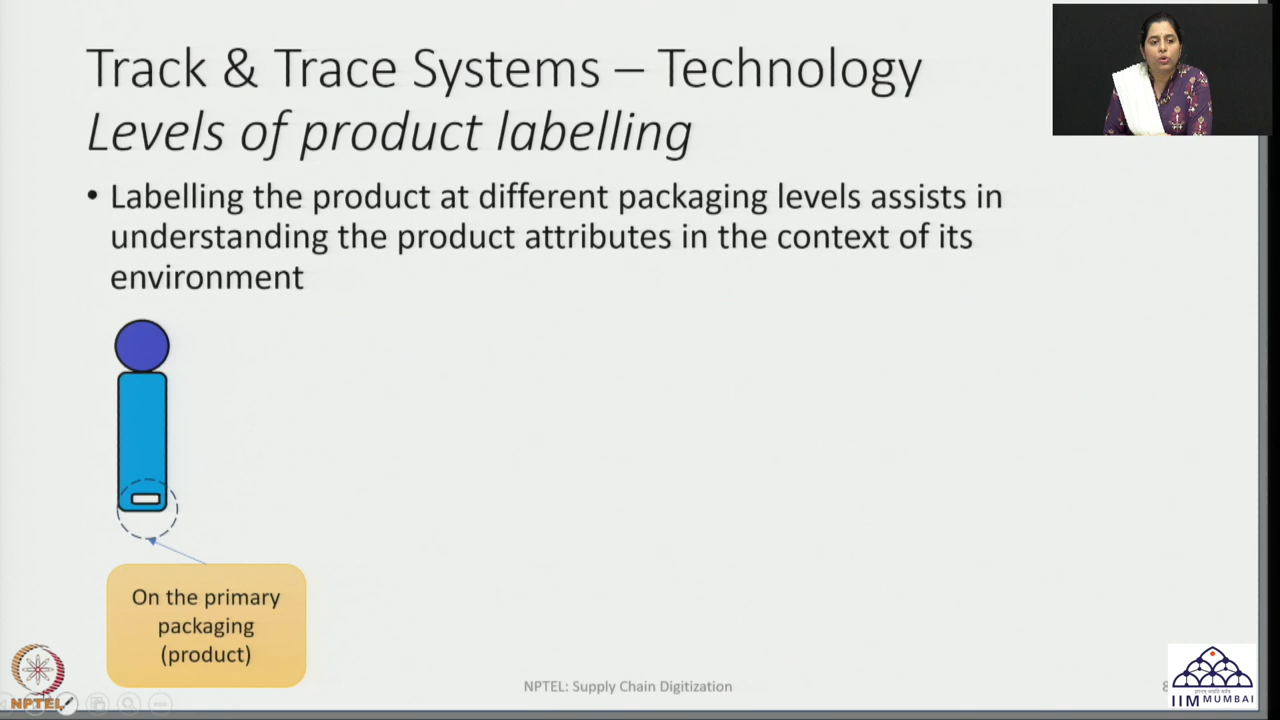 Track & Trace Systems – Technology
Levels of product labelling
• Labelling the product at different packaging levels assists in
understanding the product attributes in the context of its
environment
On the primary
packaging
(product)
NPTEL
NPTEL: Supply Chain Digitization
IIM MUMBAI